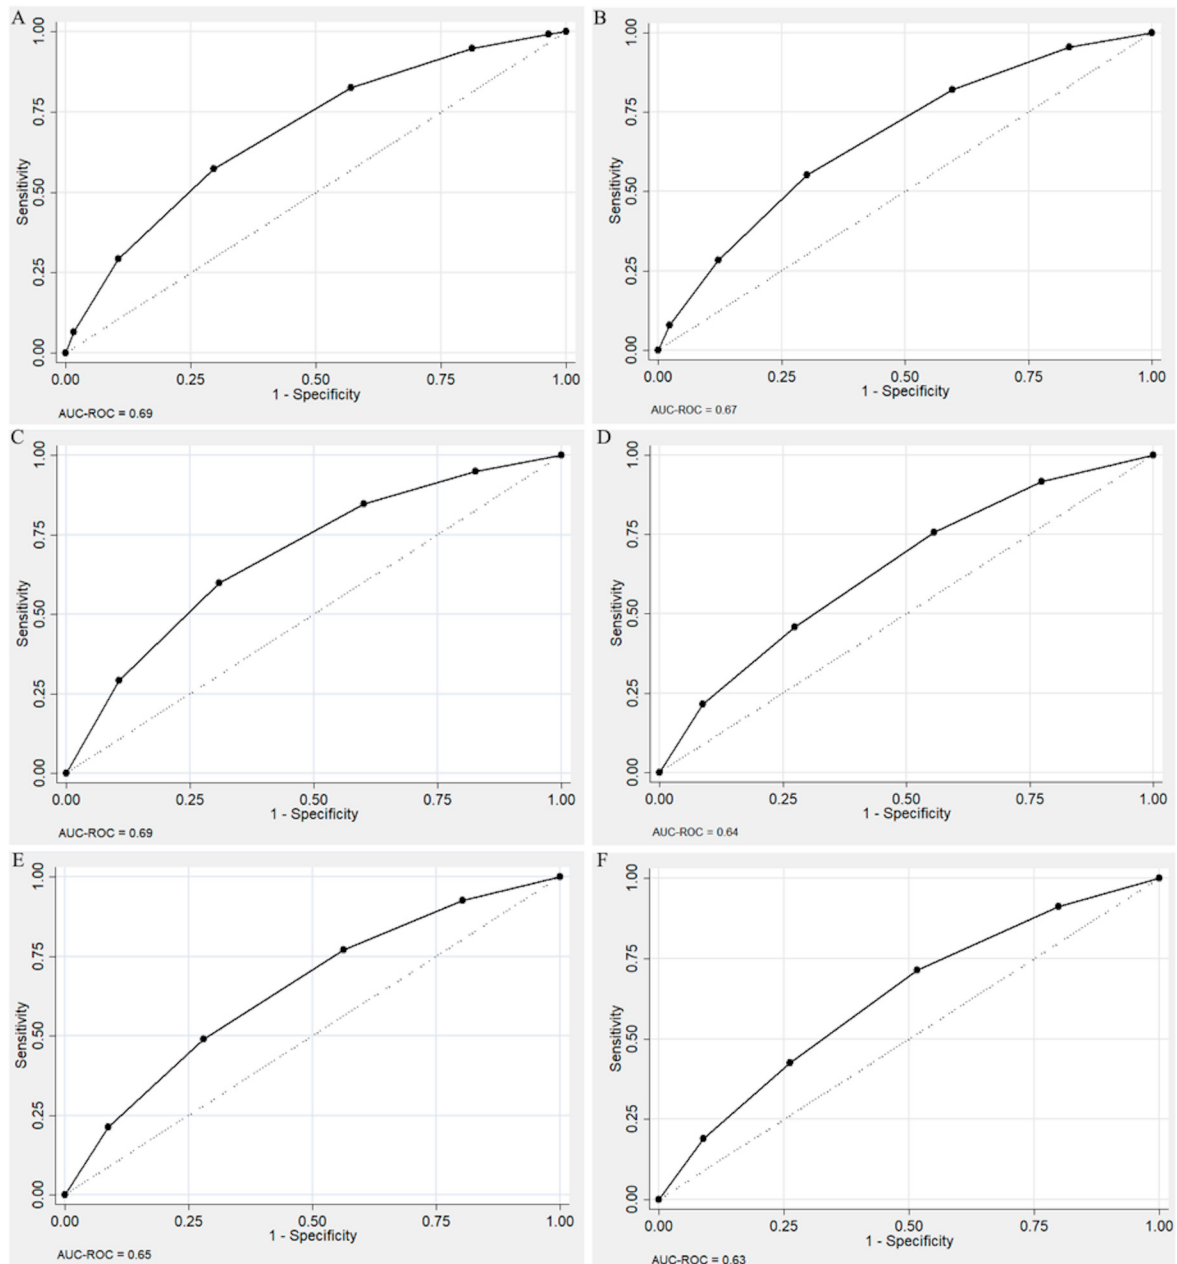 A
Sensitivity
1.00
0.75
0.50
0.25
0.00
0.00 0.25 0.50 0.75 1.00
1 - Specificity
AUC-ROC = 0.69
B
Sensitivity
1.00
0.75
0.50
0.25
0.00
0.00 0.25 0.50 0.75 1.00
1 - Specificity
AUC-ROC = 0.67
C
Sensitivity
1.00
0.75
0.50
0.25
0.00
0.00 0.25 0.50 0.75 1.00
1 - Specificity
AUC-ROC = 0.69
D
Sensitivity
1.00
0.75
0.50
0.25
0.00
0.00 0.25 0.50 0.75 1.00
1 - Specificity
AUC-ROC = 0.64
E
Sensitivity
1.00
0.75
0.50
0.25
0.00
0.00 0.25 0.50 0.75 1.00
1 - Specificity
AUC-ROC = 0.65
F
Sensitivity
1.00
0.75
0.50
0.25
0.00
0.00 0.25 0.50 0.75 1.00
1 - Specificity
AUC-ROC = 0.63